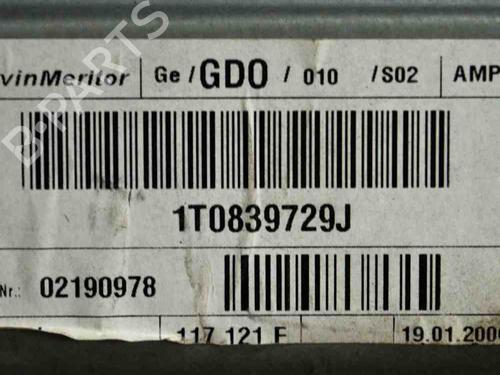 B-PARTS
vinMeritor Ge / GDO / 010 / S02 AMP
1T0839729J
Nr.: 02190978
117 121 F 19.01.200